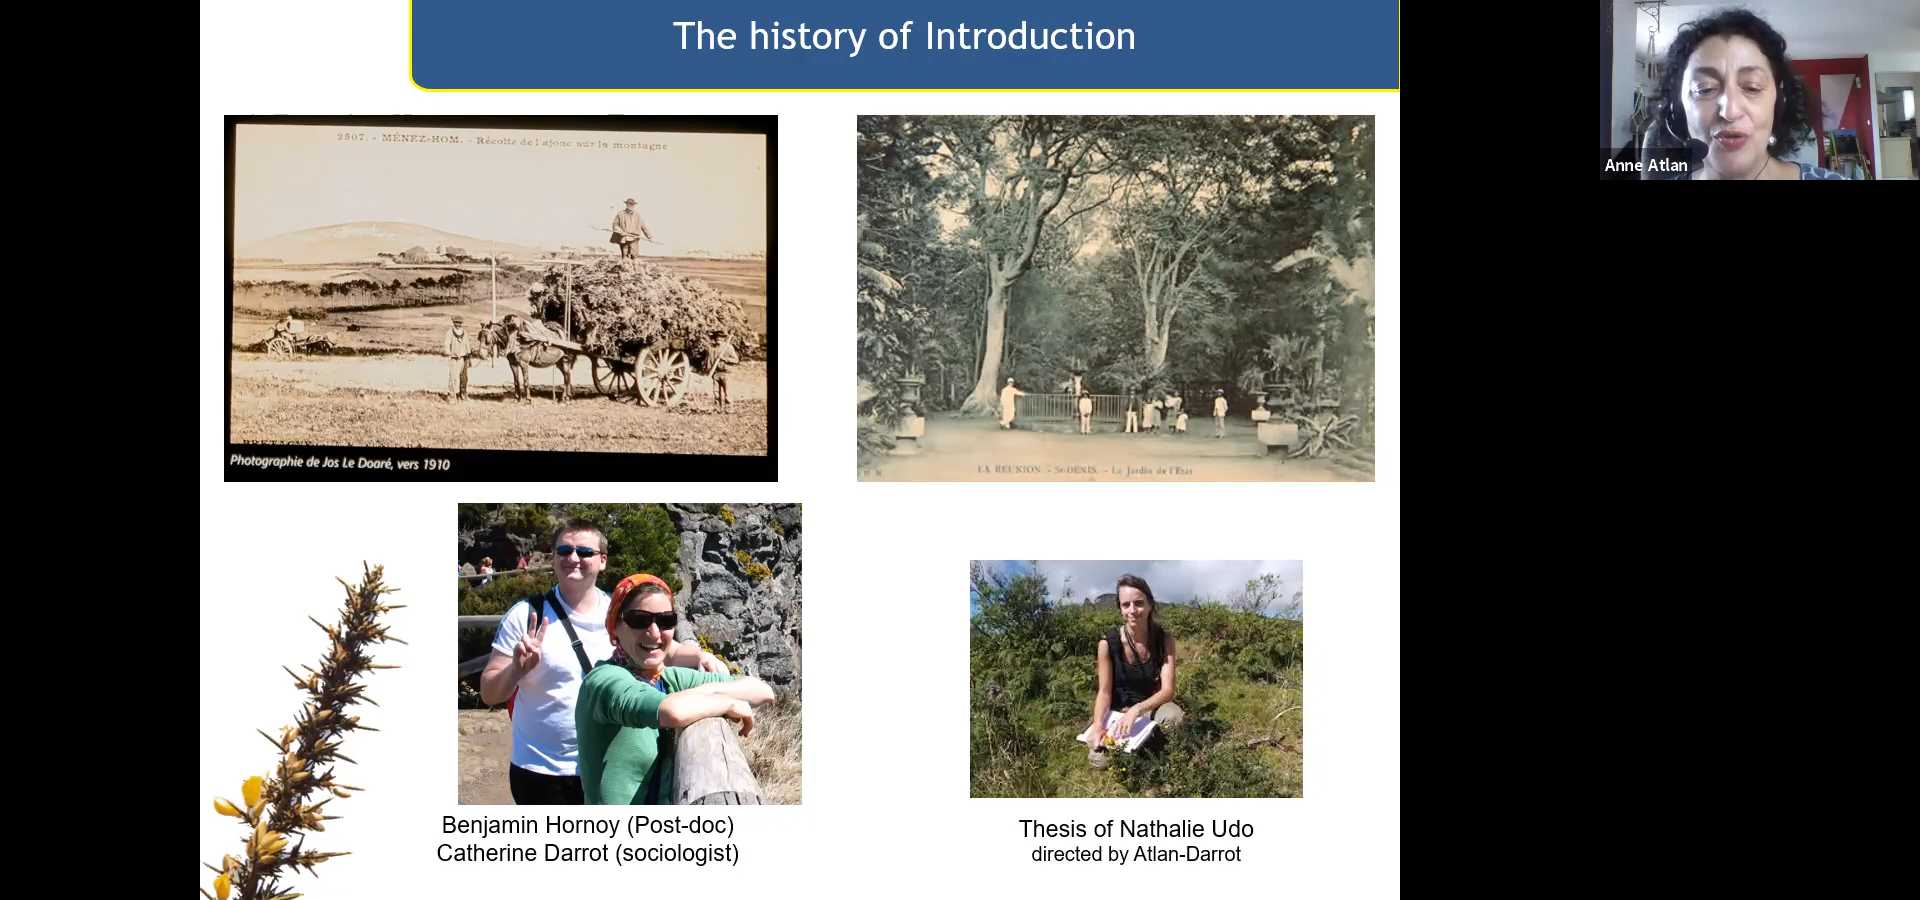 The history of Introduction
Anne Atlan
2507. - MÉNEZ-HOM. - Récolte de l'ajonc sur la montagne
BRETAGNE
Photographie de Jos Le Doaré, vers 1910
LA RÉUNION - St-DENIS. - Le Jardin de l'Etat
Benjamin Hornoy (Post-doc)
Catherine Darrot (sociologist)
Thesis of Nathalie Udo
directed by Atlan-Darrot